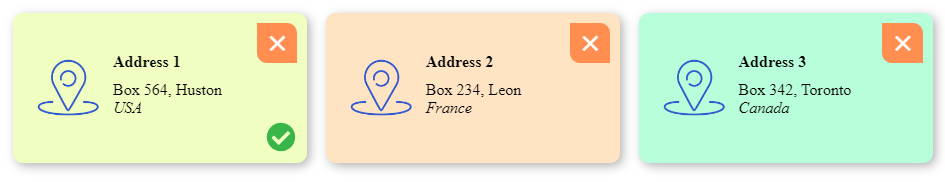 Address 1
Box 564, Huston
USA
Address 2
Box 234, Leon
France
Address 3
Box 342, Toronto
Canada